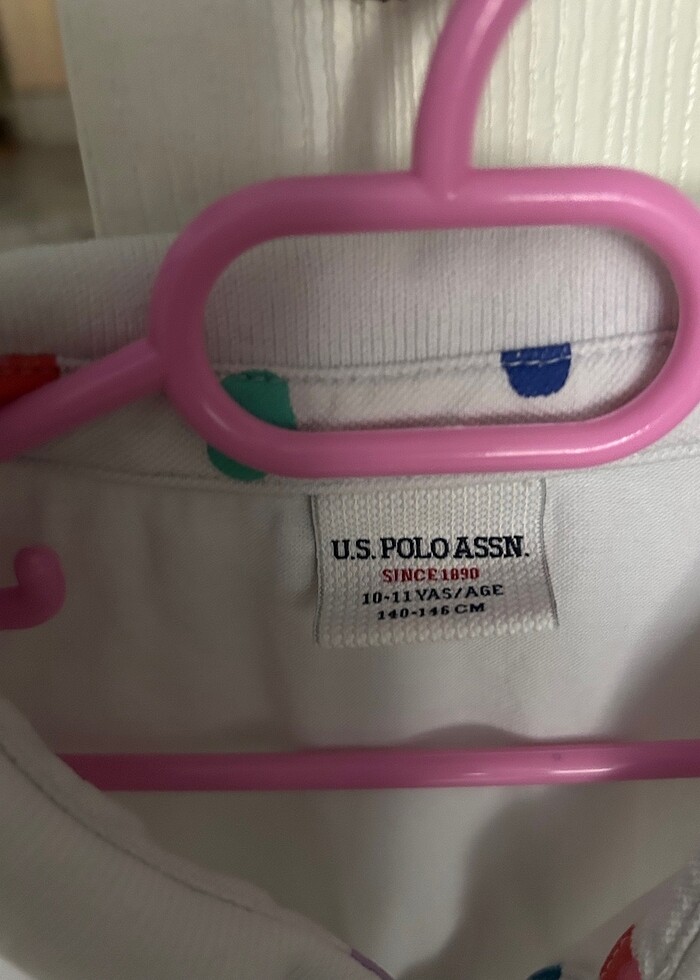 U.S. POLO ASSN.
SINCE 1890
10-11 YAS/AGE
140-146 CM